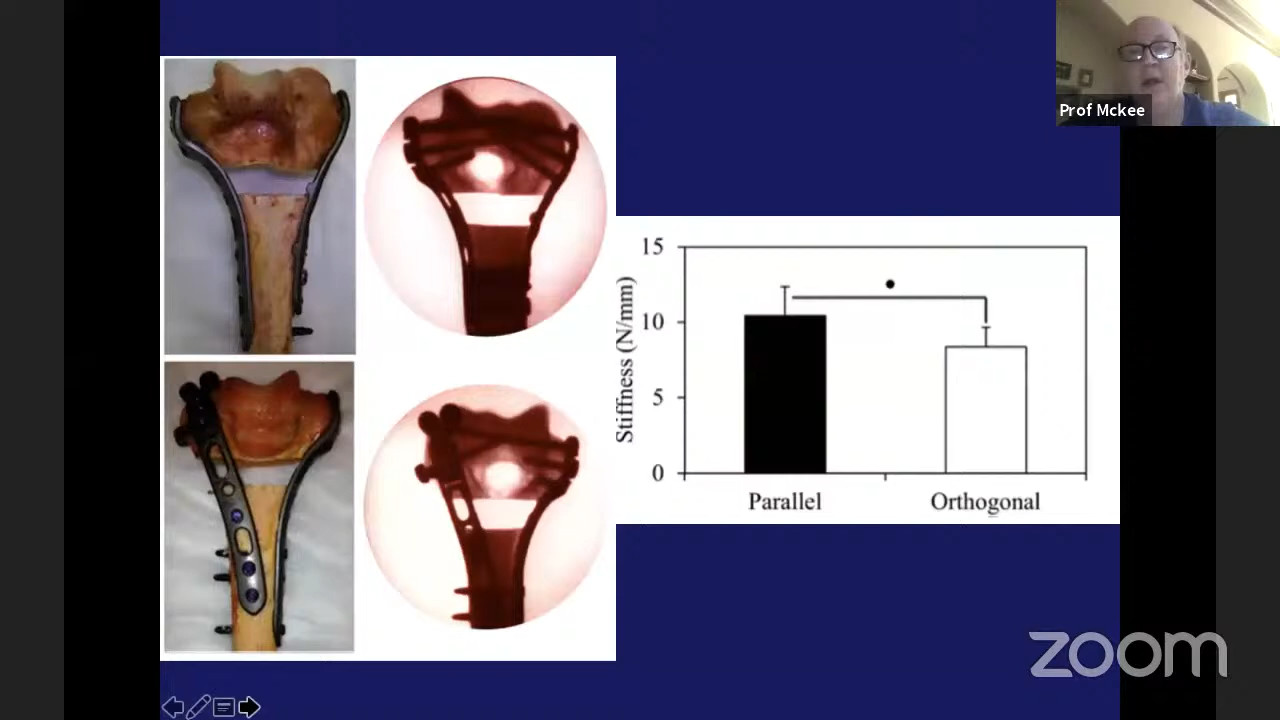 Prof Mckee
15
10
5
0
Stiffness (N/mm)
Parallel
Orthogonal
zoom